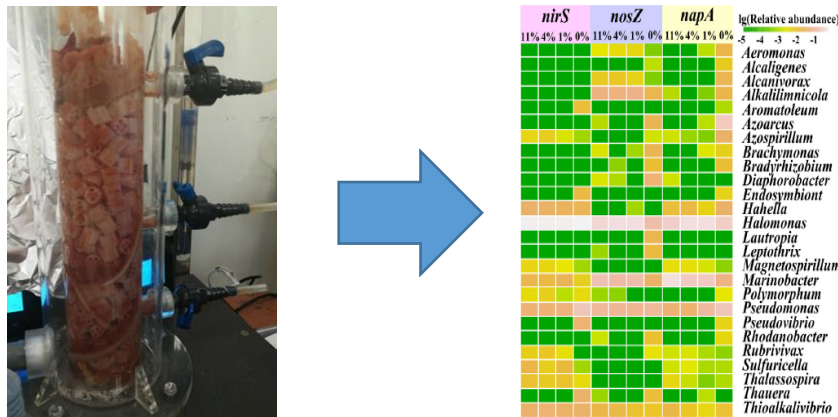 nirS nosZ napA lg(Relative abundance)
-5 -4 -3 -2 -1
11% 4% 1% 0% 11% 4% 1% 0% 11% 4% 1% 0%
Aeromonas
Alcaligenes
Alcanivorax
Alkalilimnicola
Aromatoleum
Azoarcus
Azospirillum
Brachymonas
Bradyrhizobium
Diaphorobacter
Endosymbiont
Hahella
Halomonas
Lautropia
Leptothrix
Magnetospirillum
Marinobacter
Polymorphum
Pseudomonas
Pseudovibrio
Rhodanobacter
Rubrivivax
Sulfuricella
Thalassospira
Thauera
Thioalkalivibrio